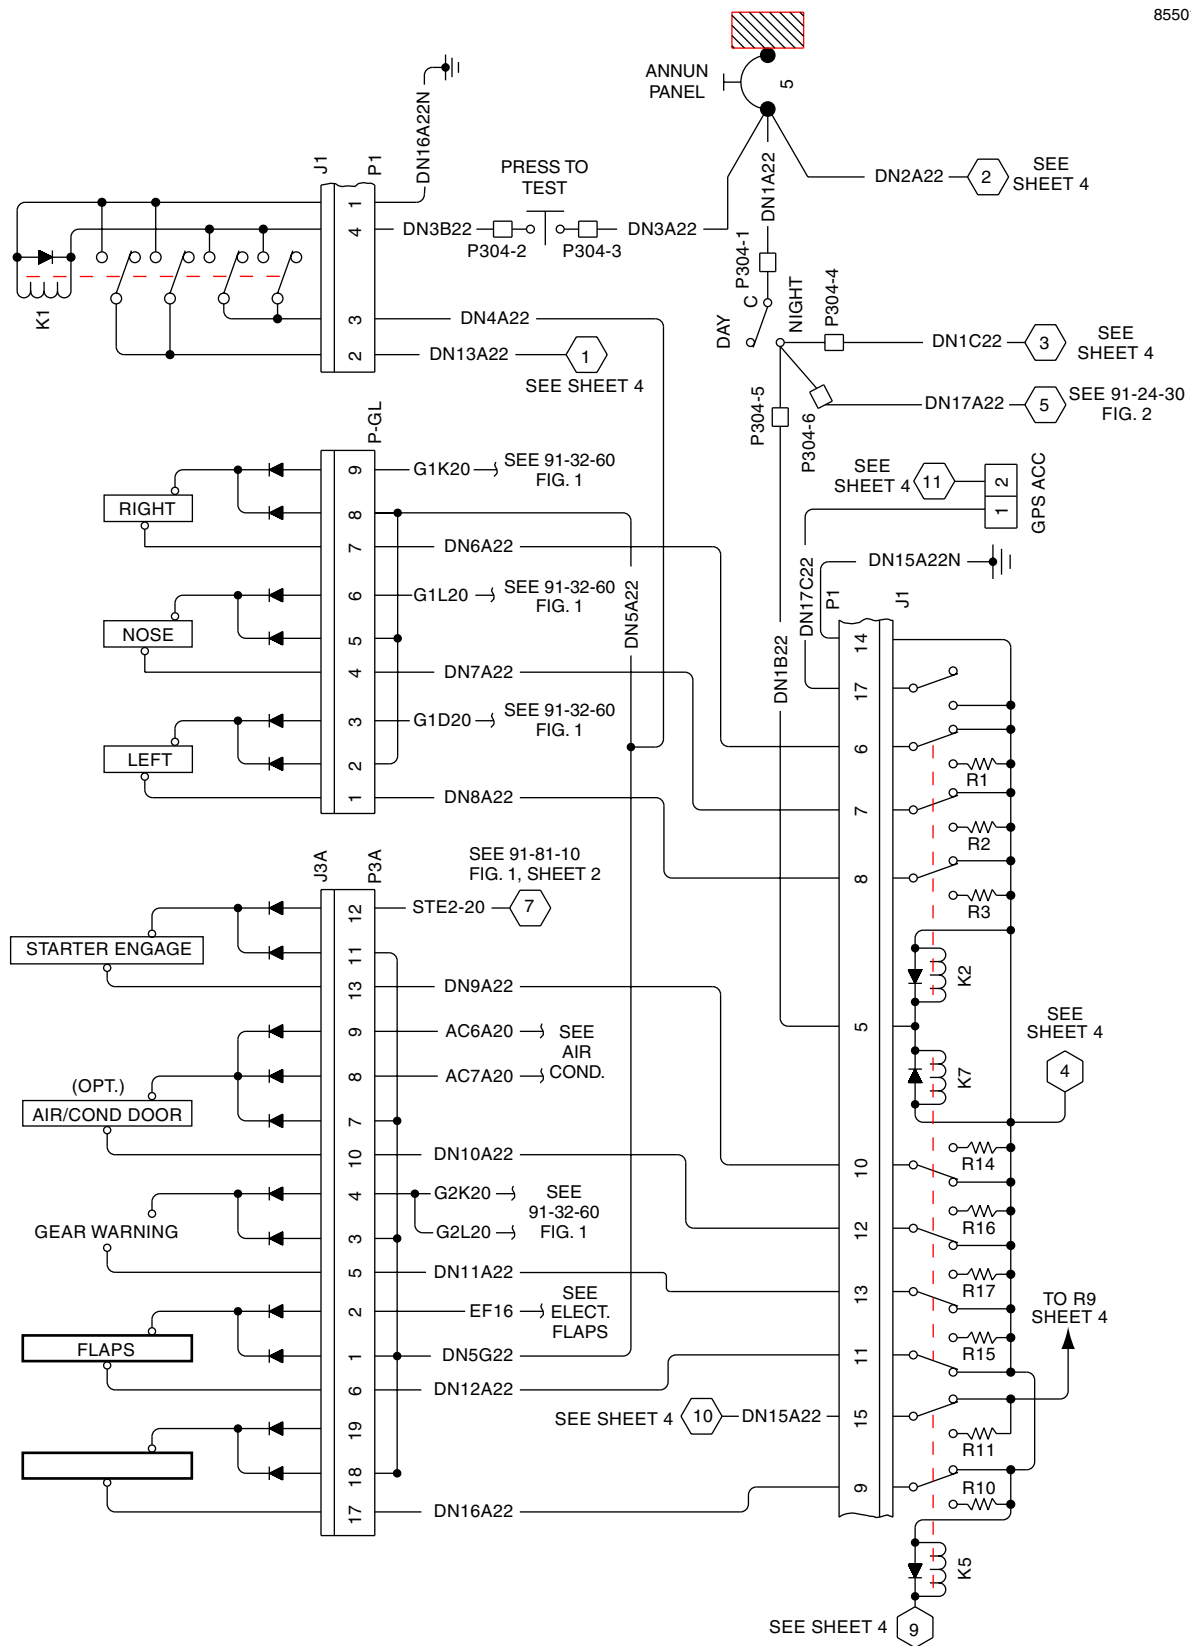 8550
ANNUN
PANEL
5
DN16A22N
J1
P1
PRESS TO
TEST
DN1A22
DN2A22
2
SEE
SHEET 4
1
4
DN3B22
P304-2
P304-3
DN3A22
K1
P304-1
C
DAY
NIGHT
P304-4
3
DN4A22
2
DN13A22
1
SEE SHEET 4
DN1C22
3
SEE
SHEET 4
P304-5
P304-6
DN17A22
5
SEE 91-24-30
FIG. 2
P-GL
9
G1K20
SEE 91-32-60
FIG. 1
RIGHT
8
7
DN6A22
SEE
SHEET 4
11
2
1
GPS ACC
DN17C22
DN15A22N
6
G1L20
SEE 91-32-60
FIG. 1
NOSE
5
4
DN7A22
DN5A22
DN1B22
P1
J1
14
17
3
G1D20
SEE 91-32-60
FIG. 1
LEFT
2
1
DN8A22
6
R1
7
R2
8
R3
J3A
P3A
SEE 91-81-10
FIG. 1, SHEET 2
12
STE2-20
7
STARTER ENGAGE
11
13
DN9A22
K2
5
K7
SEE
SHEET 4
4
9
AC6A20
SEE
AIR
COND.
8
AC7A20
(OPT.)
AIR/COND DOOR
7
10
DN10A22
10
R14
4
G2K20
SEE
91-32-60
FIG. 1
GEAR WARNING
3
G2L20
5
DN11A22
12
R16
13
R17
2
EF16
SEE
ELECT.
FLAPS
FLAPS
1
DN5G22
6
DN12A22
11
R15
TO R9
SHEET 4
SEE SHEET 4
10
DN15A22
15
R11
19
18
17
DN16A22
9
R10
K5
SEE SHEET 4
9